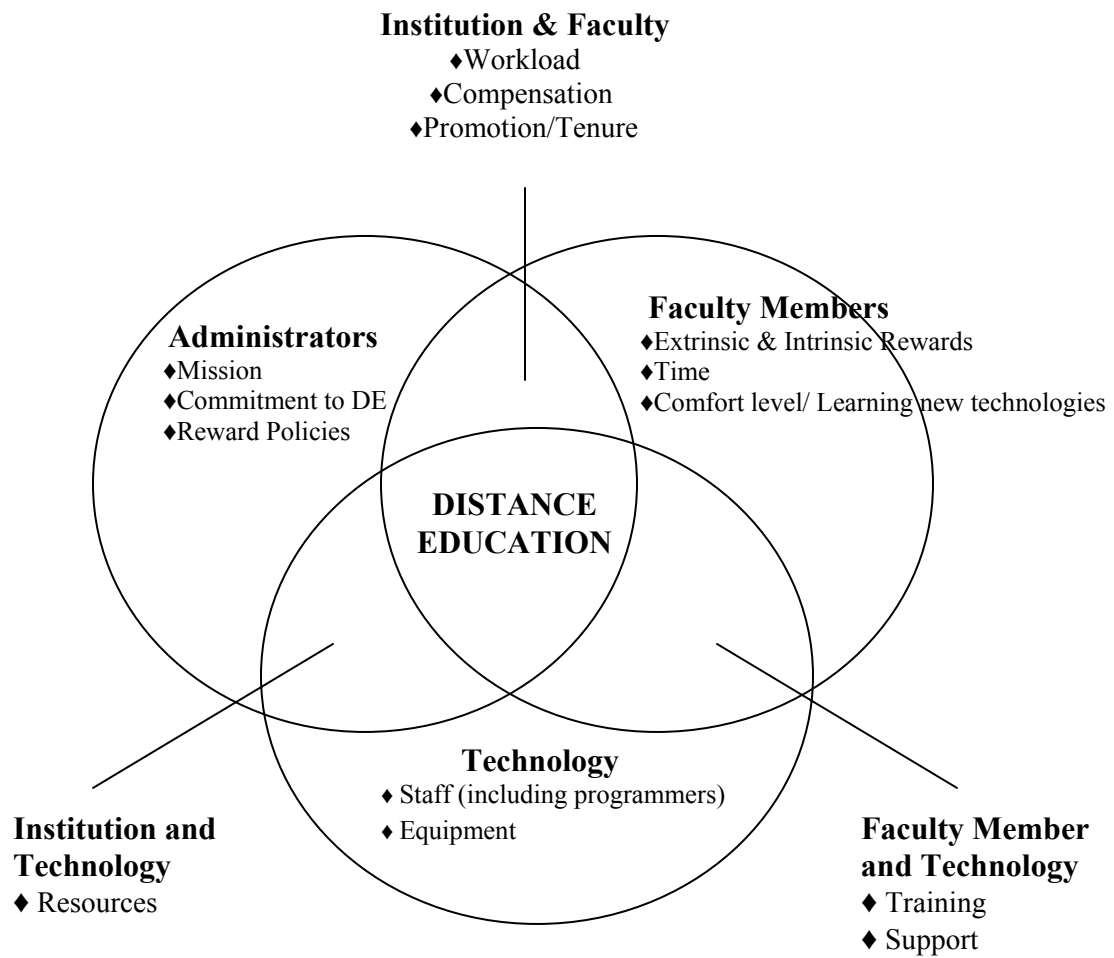 Institution & Faculty
♦Workload
♦Compensation
♦Promotion/Tenure
Administrators
♦Mission
♦Commitment to DE
♦Reward Policies
Faculty Members
♦Extrinsic & Intrinsic Rewards
♦Time
♦Comfort level/ Learning new technologies
DISTANCE
EDUCATION
Technology
♦ Staff (including programmers)
♦ Equipment
Institution and
Technology
♦ Resources
Faculty Member
and Technology
♦ Training
♦ Support